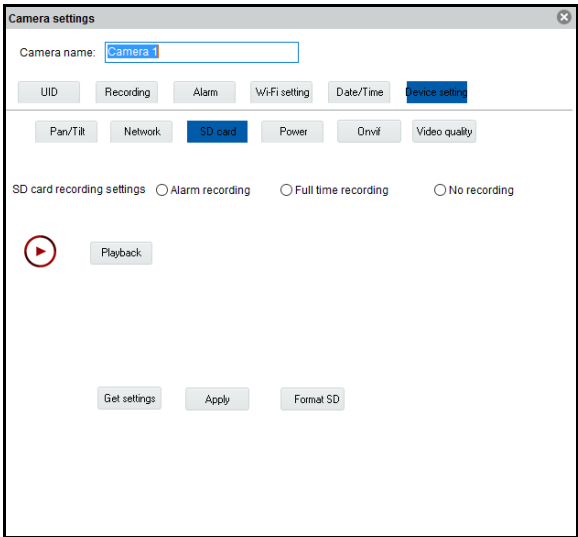 Camera settings
Camera name: Camera 1
UID Recording Alarm Wi-Fi setting Date/Time Device setting
Pan/Tilt Network SD card Power Onvif Video quality
SD card recording settings Alarm recording Full time recording No recording
Playback
Get settings Apply Format SD